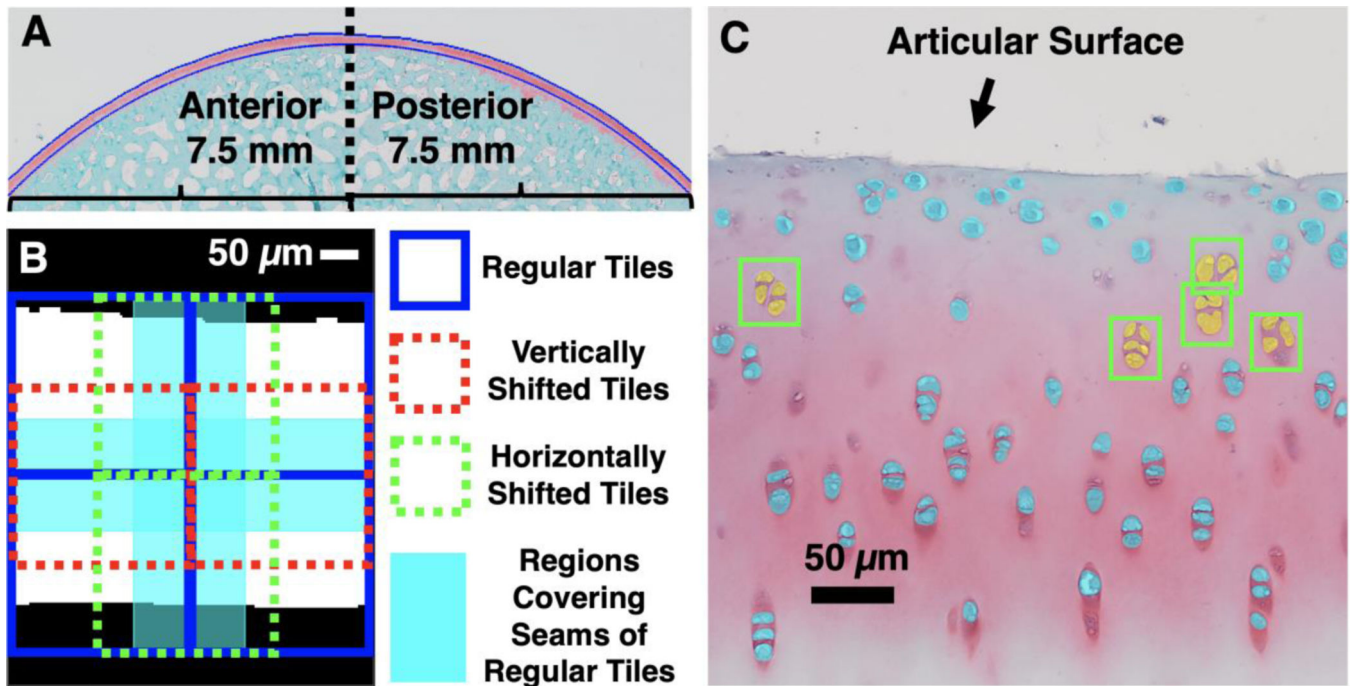 A
Anterior
7.5 mm
Posterior
7.5 mm
B
50 µm
Regular Tiles
Vertically
Shifted Tiles
Horizontally
Shifted Tiles
Regions
Covering
Seams of
Regular Tiles
C
Articular Surface
50 µm